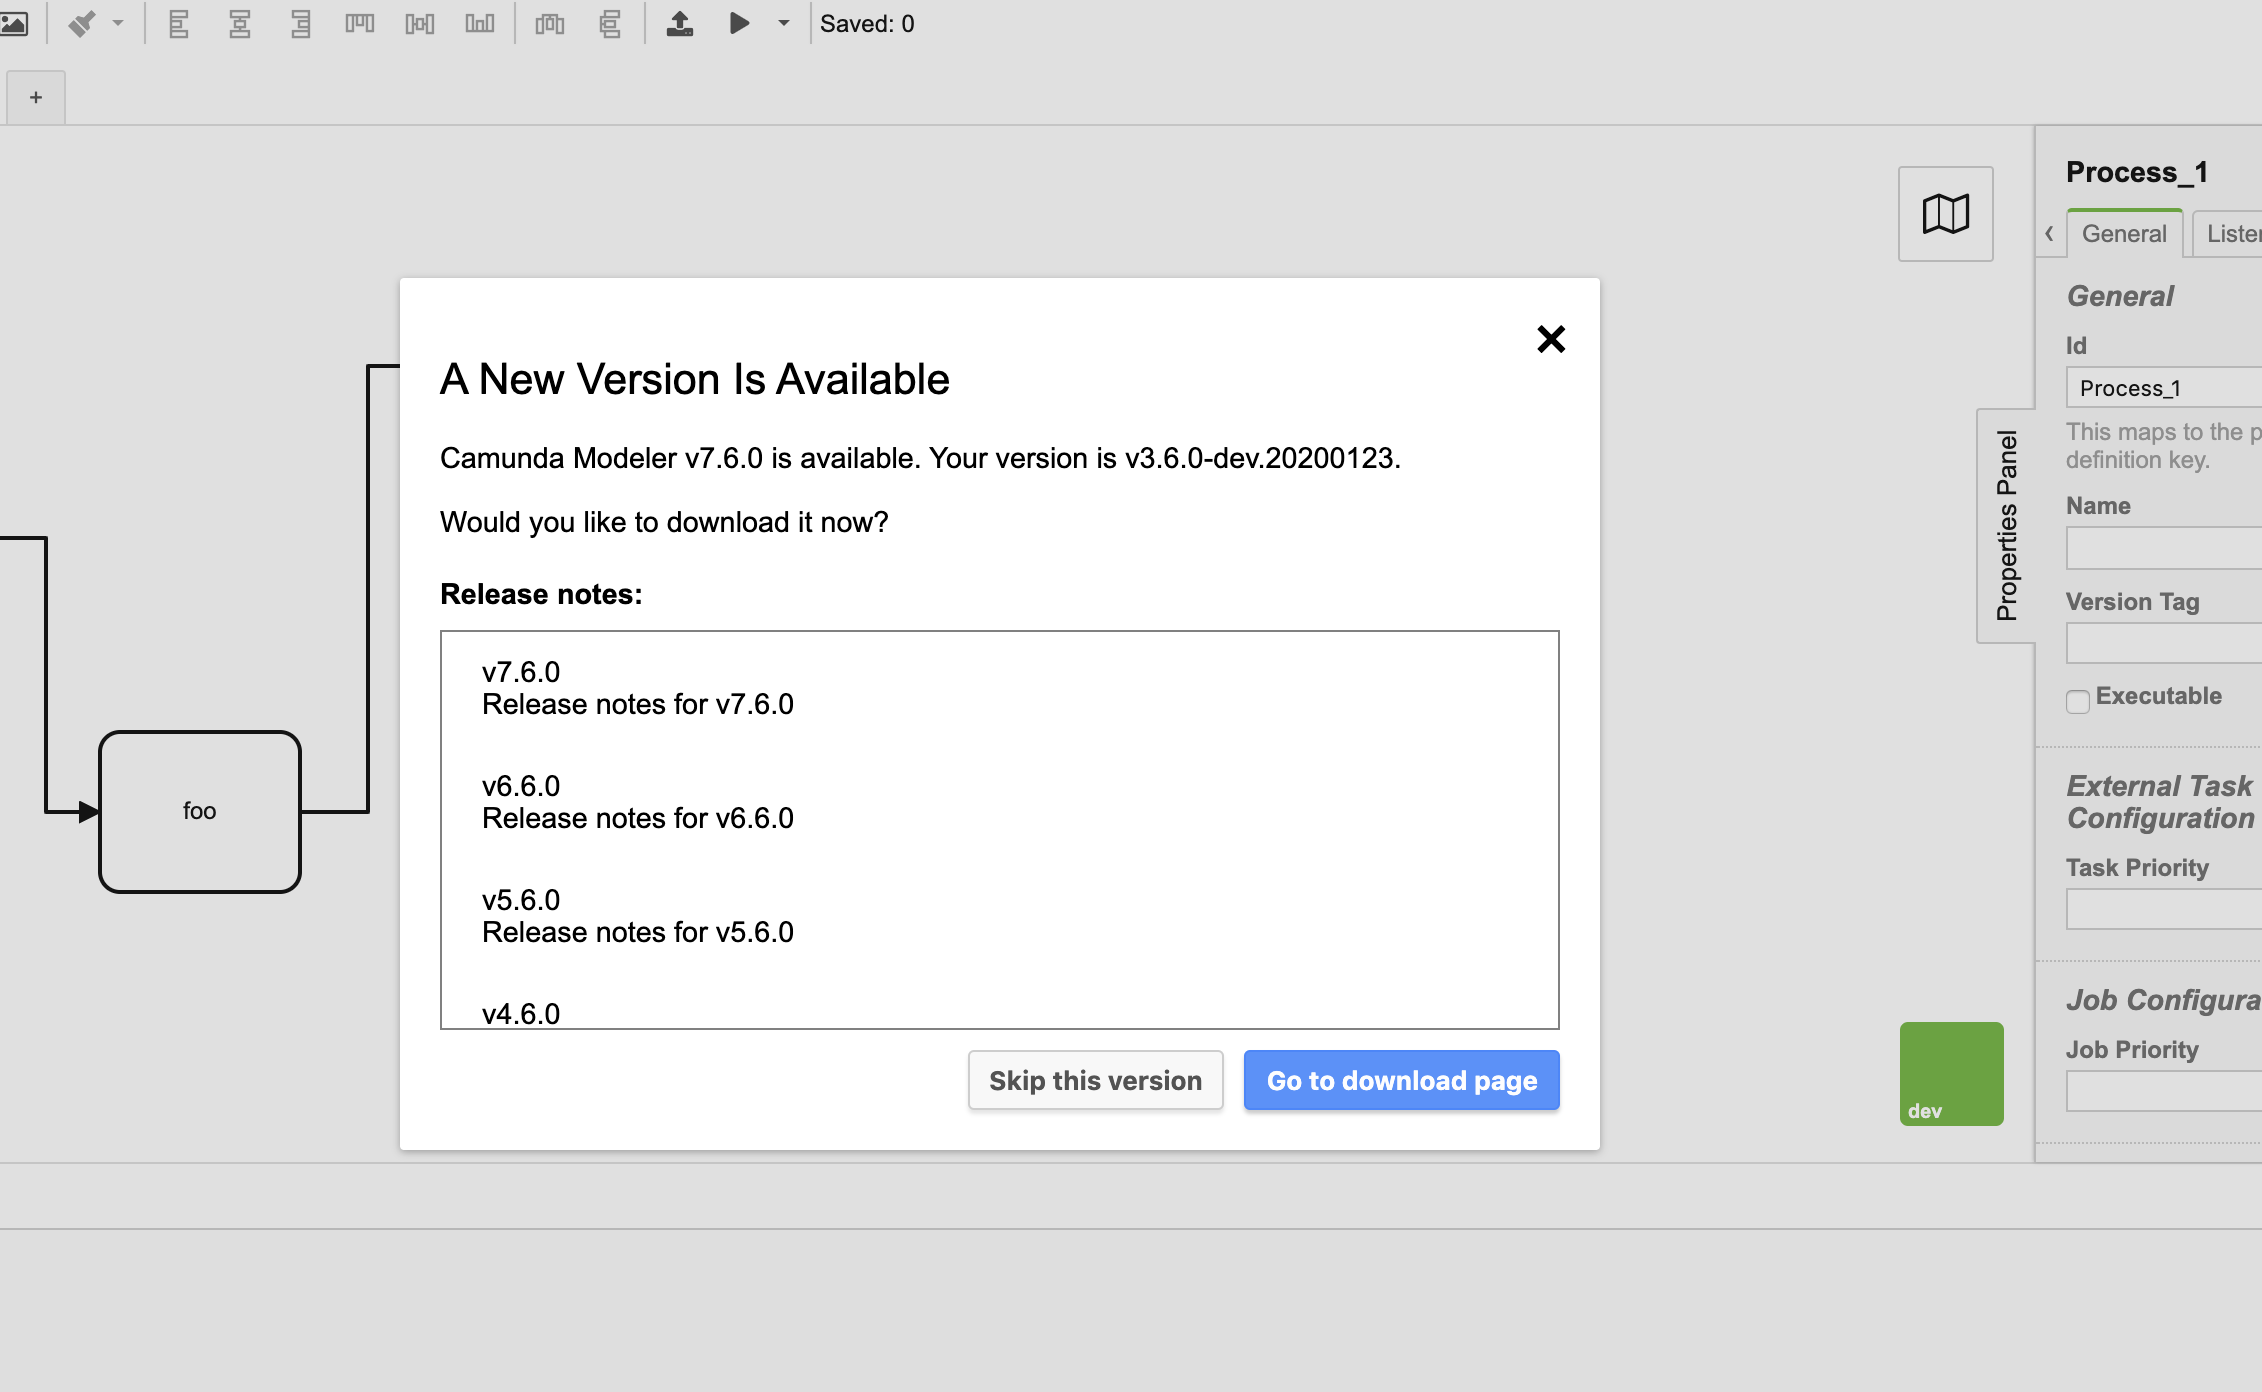 Saved: 0
+
Process_1
General
Lister
General
Id
Process_1
This maps to the p
definition key.
Name
Version Tag
Executable
External Task
Configuration
Task Priority
Job Configura
Job Priority
Properties Panel
foo
A New Version Is Available
Camunda Modeler v7.6.0 is available. Your version is v3.6.0-dev.20200123.
Would you like to download it now?
Release notes:
v7.6.0
Release notes for v7.6.0
v6.6.0
Release notes for v6.6.0
v5.6.0
Release notes for v5.6.0
v4.6.0
Skip this version
Go to download page
dev